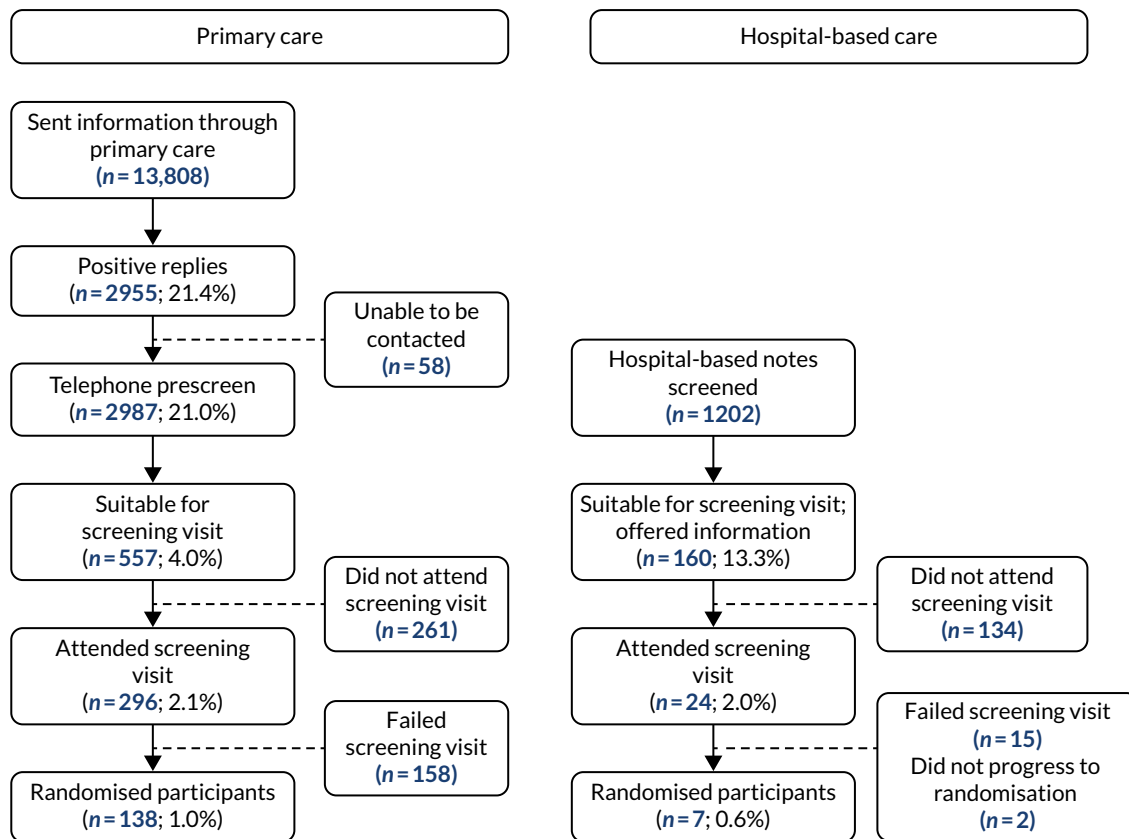 Primary care
Hospital-based care
Sent information through
primary care
(n = 13,808)
Positive replies
(n = 2955; 21.4%)
Unable to be
contacted
(n = 58)
Telephone prescreen
(n = 2987; 21.0%)
Hospital-based notes
screened
(n = 1202)
Suitable for
screening visit
(n = 557; 4.0%)
Suitable for screening visit;
offered information
(n = 160; 13.3%)
Did not attend
screening visit
(n = 261)
Did not attend
screening visit
(n = 134)
Attended screening
visit
(n = 296; 2.1%)
Attended screening
visit
(n = 24; 2.0%)
Failed
screening visit
(n = 158)
Failed screening visit
(n = 15)
Did not progress to
randomisation
(n = 2)
Randomised participants
(n = 138; 1.0%)
Randomised participants
(n = 7; 0.6%)